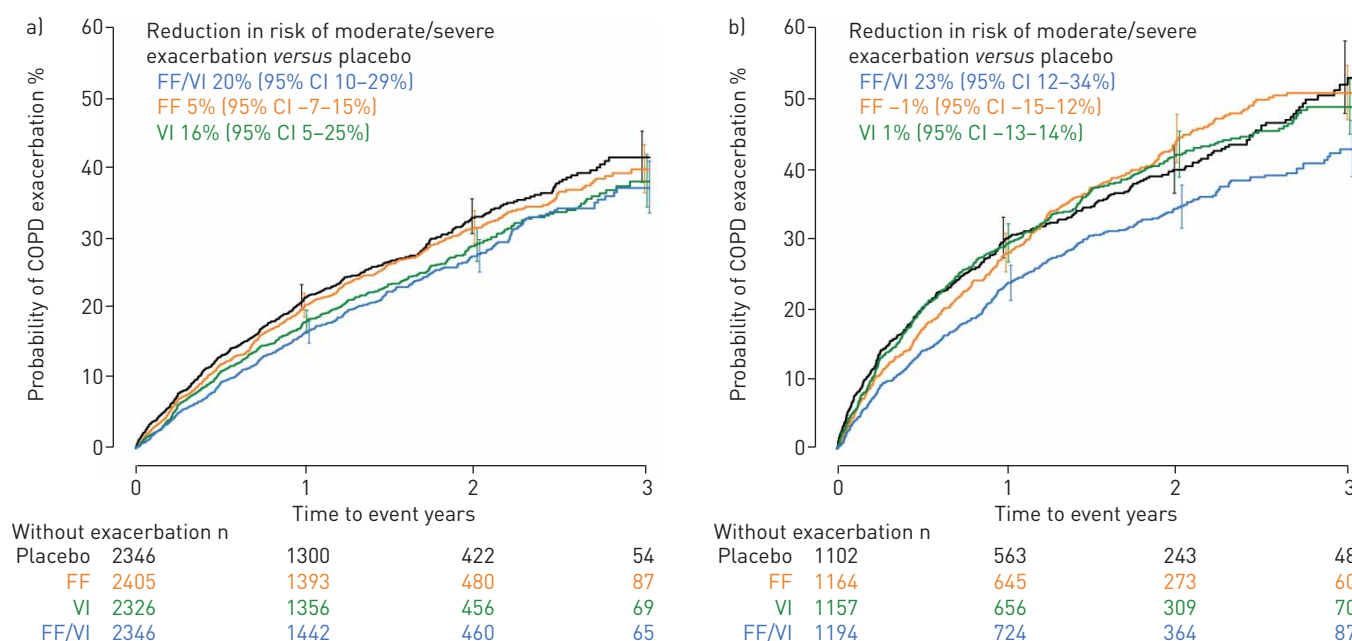 a)
Reduction in risk of moderate/severe
exacerbation versus placebo
FF/VI 20% (95% CI 10–29%)
FF 5% (95% CI –7–15%)
VI 16% (95% CI 5–25%)
Probability of COPD exacerbation %
60
50
40
30
20
10
0
0 1 2 3
Time to event years
Without exacerbation n
Placebo 2346 1300 422 54
FF 2405 1393 480 87
VI 2326 1356 456 69
FF/VI 2346 1442 460 65
b)
Reduction in risk of moderate/severe
exacerbation versus placebo
FF/VI 23% (95% CI 12–34%)
FF –1% (95% CI –15–12%)
VI 1% (95% CI –13–14%)
Probability of COPD exacerbation %
60
50
40
30
20
10
0
0 1 2 3
Time to event years
Without exacerbation n
Placebo 1102 563 243 48
FF 1164 645 273 60
VI 1157 656 309 70
FF/VI 1194 724 364 87